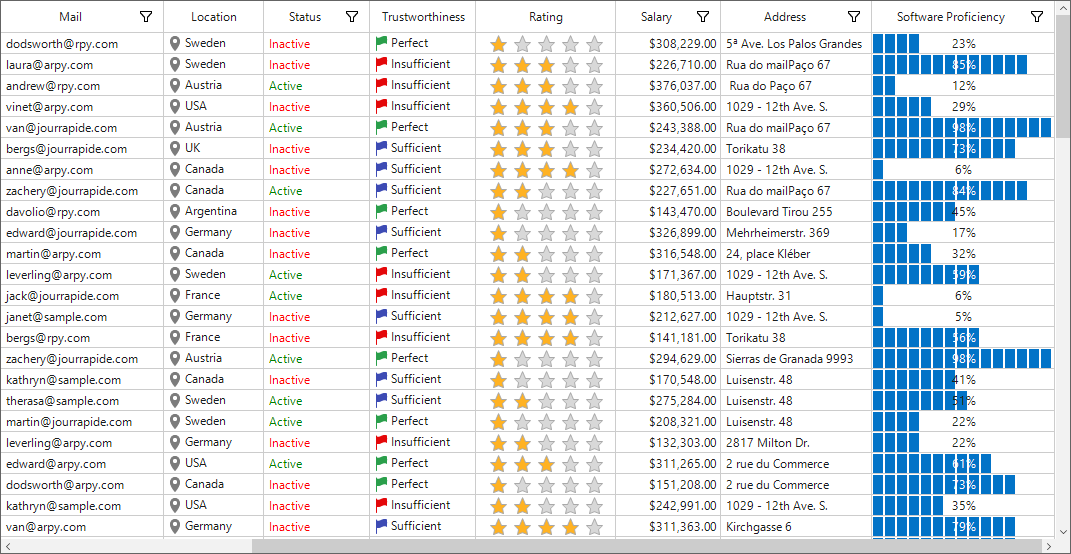 Mail Location Status Trustworthiness Rating Salary Address Software Proficiency
dodsworth@rpy.com Sweden Inactive Perfect $308,229.00 5ª Ave. Los Palos Grandes 23%
laura@arpy.com Sweden Inactive Insufficient $226,710.00 Rua do mailPaço 67 85%
andrew@rpy.com Austria Active Insufficient $376,037.00 Rua do Paço 67 12%
vinet@arpy.com USA Inactive Insufficient $360,506.00 1029 - 12th Ave. S. 29%
van@jourrapide.com Austria Active Perfect $243,388.00 Rua do mailPaço 67 98%
bergs@jourrapide.com UK Inactive Sufficient $234,420.00 Torikatu 38 73%
anne@arpy.com Canada Inactive Sufficient $272,634.00 1029 - 12th Ave. S. 6%
zachery@jourrapide.com Canada Active Sufficient $227,651.00 Rua do mailPaço 67 84%
davolio@rpy.com Argentina Inactive Perfect $143,470.00 Boulevard Tirou 255 45%
edward@jourrapide.com Germany Inactive Sufficient $326,899.00 Mehrheimerstr. 369 17%
martin@arpy.com Canada Inactive Perfect $316,548.00 24, place Kléber 32%
leverling@arpy.com Sweden Active Insufficient $171,367.00 1029 - 12th Ave. S. 59%
jack@jourrapide.com France Active Insufficient $180,513.00 Hauptstr. 31 6%
janet@sample.com Germany Inactive Sufficient $212,627.00 1029 - 12th Ave. S. 5%
bergs@rpy.com France Inactive Insufficient $141,181.00 Torikatu 38 56%
zachery@jourrapide.com Austria Active Perfect $294,629.00 Sierras de Granada 9993 98%
kathryn@sample.com Canada Inactive Sufficient $170,548.00 Luisenstr. 48 41%
therasa@sample.com Sweden Active Sufficient $275,284.00 Luisenstr. 48 51%
martin@jourrapide.com Sweden Inactive Perfect $208,321.00 Luisenstr. 48 22%
leverling@arpy.com Germany Inactive Insufficient $132,303.00 2817 Milton Dr. 22%
edward@arpy.com USA Active Perfect $311,265.00 2 rue du Commerce 61%
dodsworth@arpy.com Canada Inactive Perfect $151,208.00 2 rue du Commerce 73%
kathryn@sample.com USA Inactive Insufficient $242,991.00 1029 - 12th Ave. S. 35%
van@arpy.com Germany Inactive Sufficient $311,363.00 Kirchgasse 6 79%